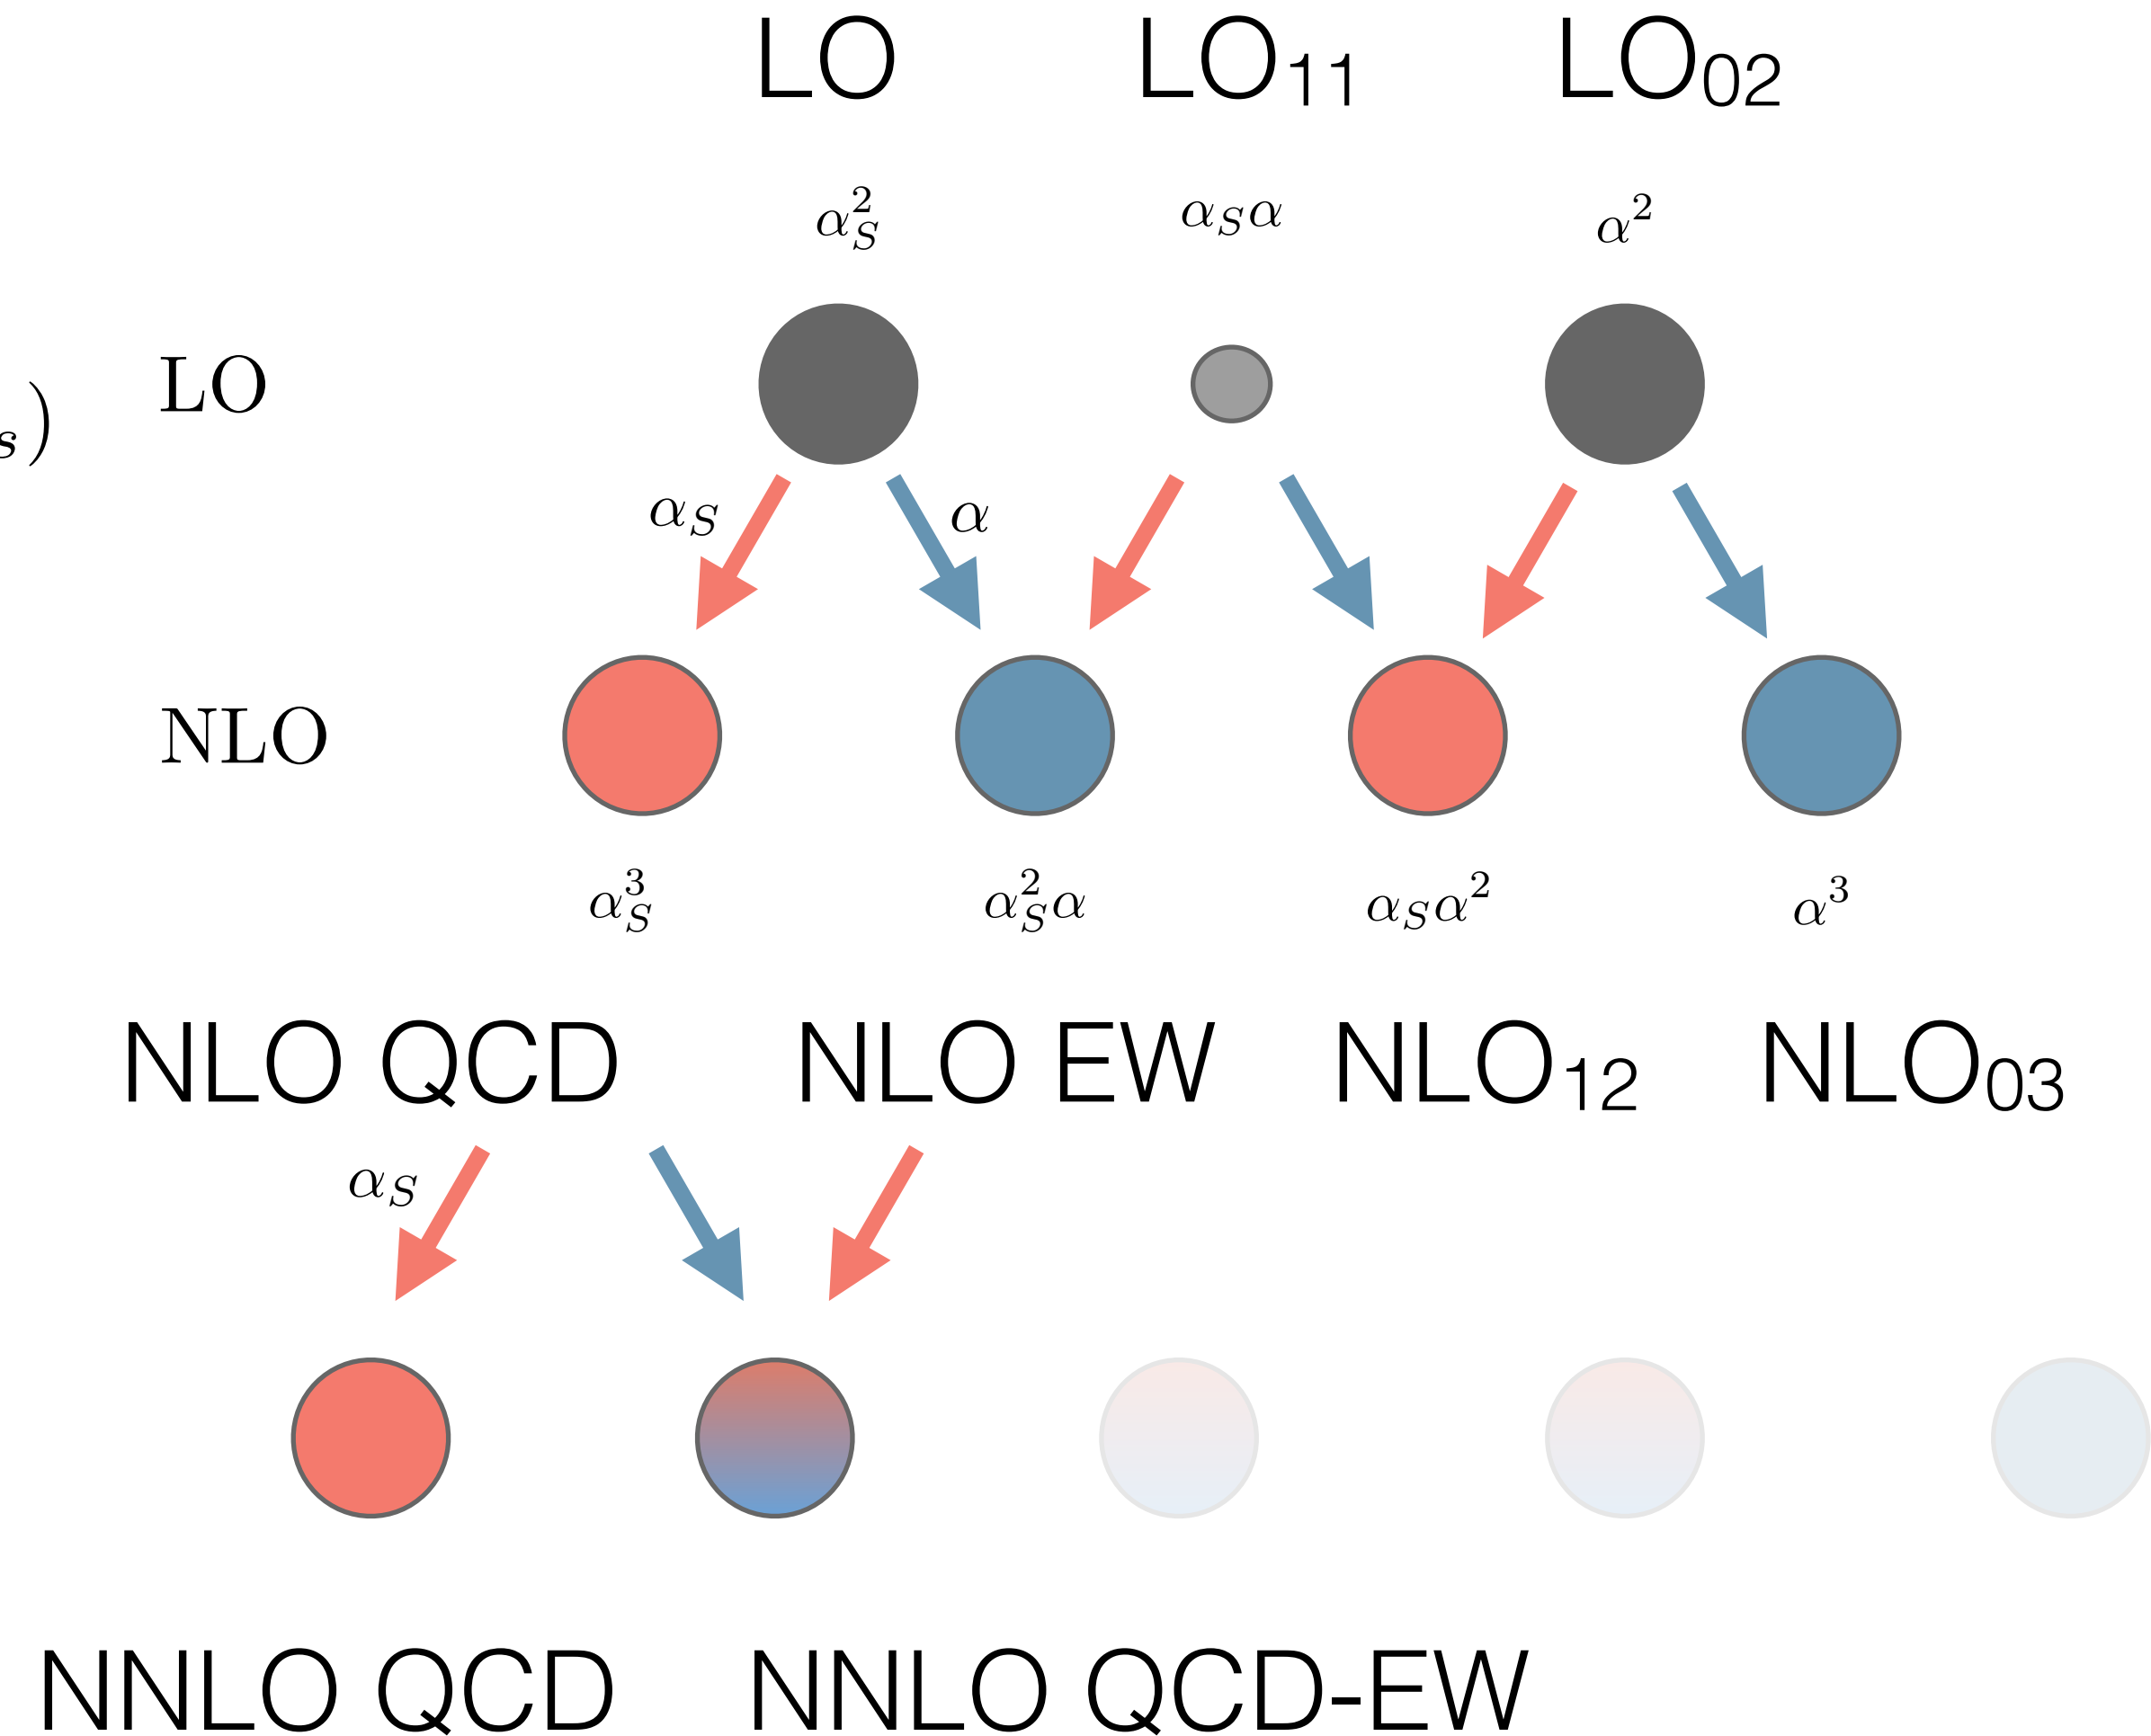 LO LO₁₁ LO₀₂
αₛ² αₛα α²
s) LO
αₛ α
NLO
αₛ³ αₛ²α αₛα² α³
NLO QCD NLO EW NLO₁₂ NLO₀₃
αₛ
NNLO QCD NNLO QCD-EW